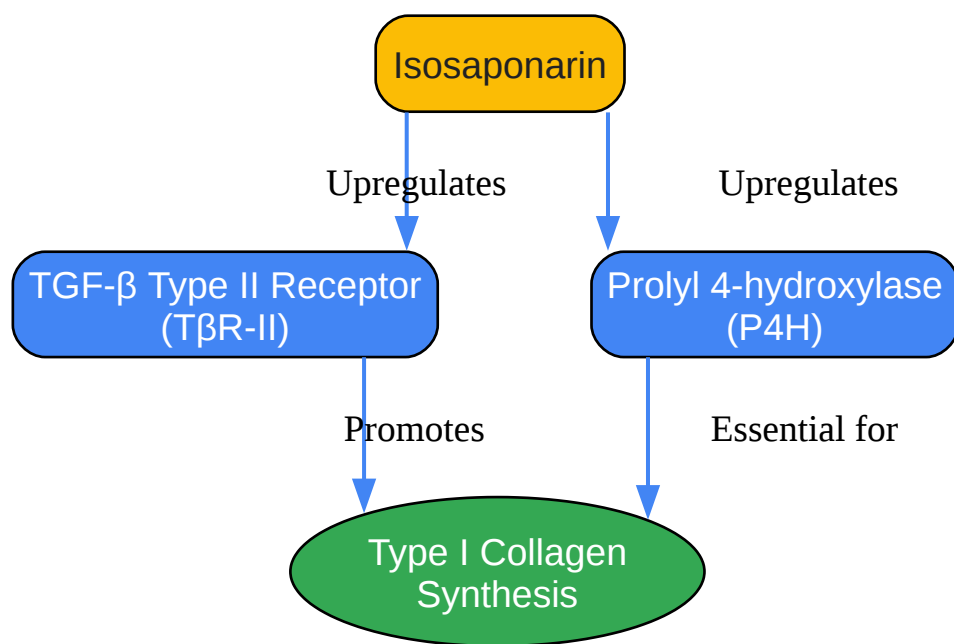 Isosaponarin
Upregulates
Upregulates
TGF-β Type II Receptor
(TβR-II)
Prolyl 4-hydroxylase
(P4H)
Promotes
Essential for
Type I Collagen
Synthesis